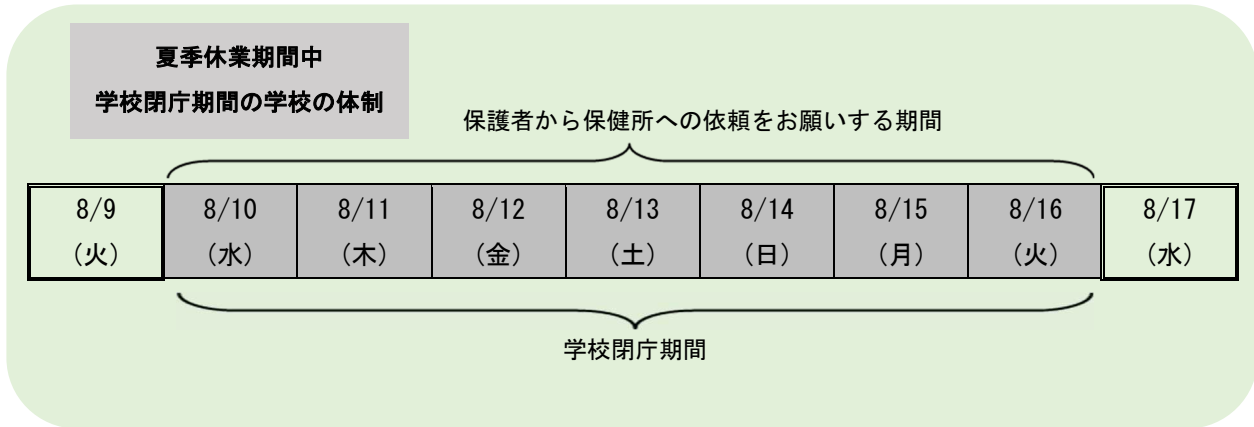 夏季休業期間中
学校閉庁期間の学校の体制
保護者から保健所への依頼をお願いする期間
8/9 8/10 8/11 8/12 8/13 8/14 8/15 8/16 8/17
（火） （水） （木） （金） （土） （日） （月） （火） （水）
学校閉庁期間